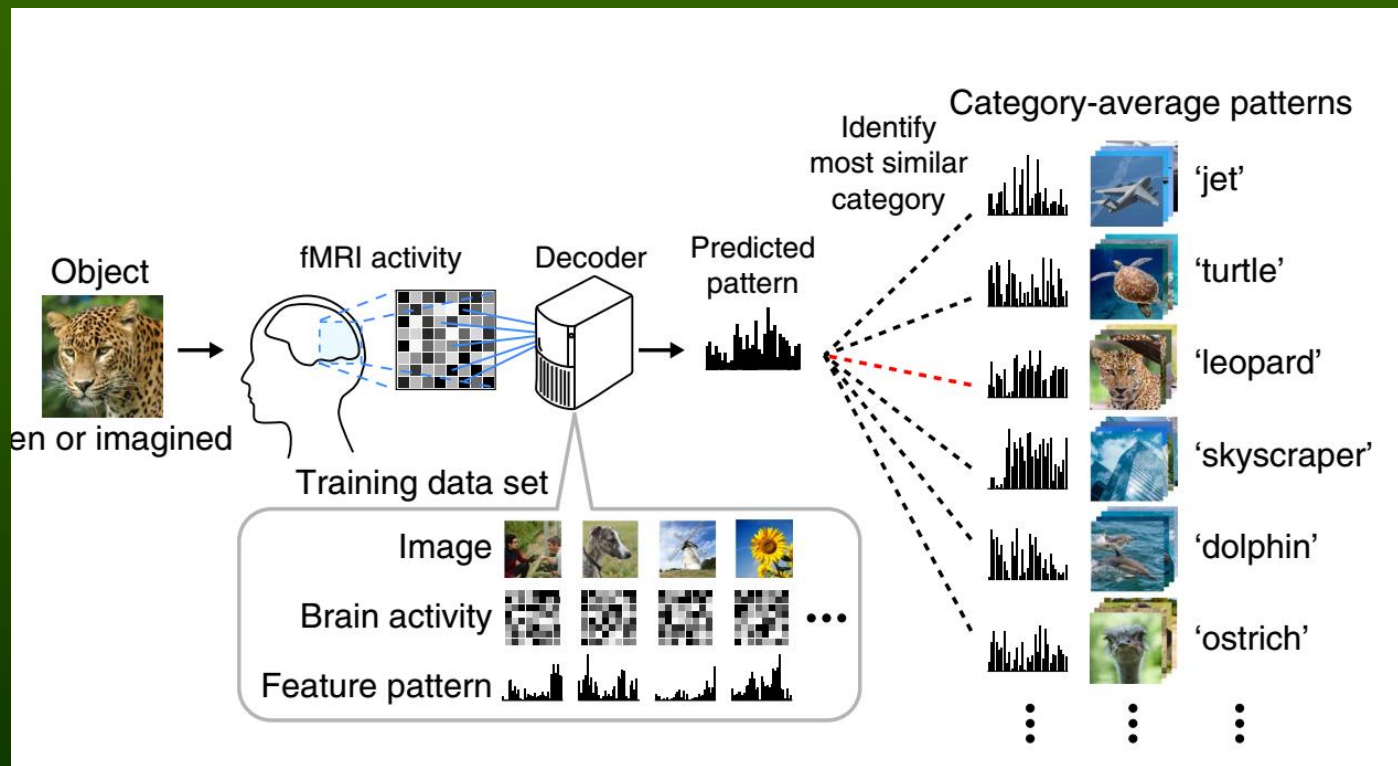 Category-average patterns
Identify
most similar
category
‘jet’
Object
fMRI activity
Decoder
Predicted
pattern
‘turtle’
‘leopard’
en or imagined
‘skyscraper’
Training data set
Image
‘dolphin’
Brain activity
‘ostrich’
Feature pattern